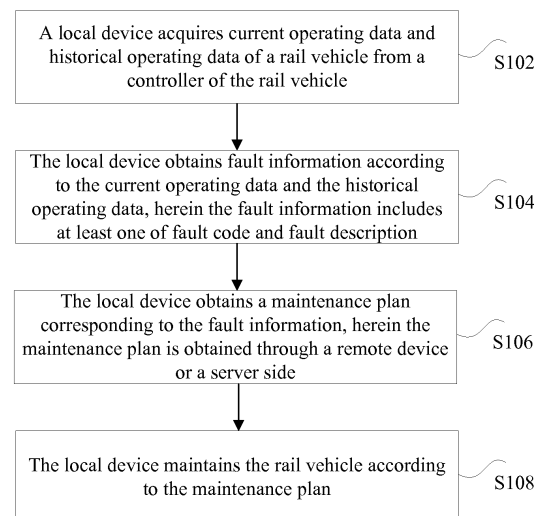 A local device acquires current operating data and
historical operating data of a rail vehicle from a
controller of the rail vehicle
S102
The local device obtains fault information according
to the current operating data and the historical
operating data, herein the fault information includes
at least one of fault code and fault description
S104
The local device obtains a maintenance plan
corresponding to the fault information, herein the
maintenance plan is obtained through a remote device
or a server side
S106
The local device maintains the rail vehicle according
to the maintenance plan
S108